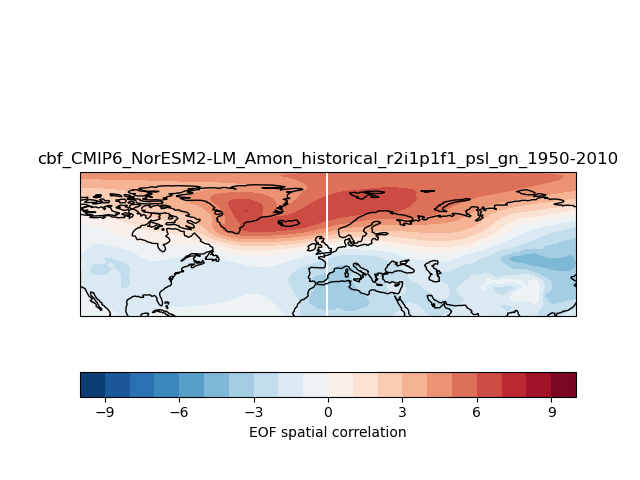 cbf_CMIP6_NorESM2-LM_Amon_historical_r2i1p1f1_psl_gn_1950-2010
−9 −6 −3 0 3 6 9
EOF spatial correlation